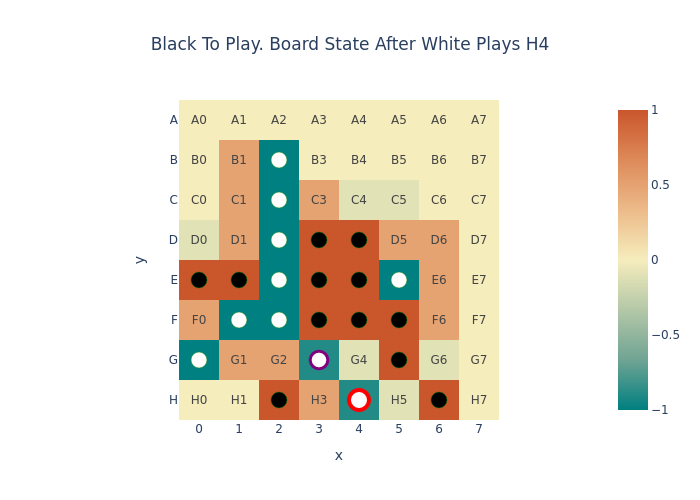 Black To Play. Board State After White Plays H4
A A0 A1 A2 A3 A4 A5 A6 A7 1
B B0 B1 B3 B4 B5 B6 B7
C C0 C1 C3 C4 C5 C6 C7 0.5
D D0 D1 D5 D6 D7
y
E E6 E7 0
F F0 F6 F7
−0.5
G G1 G2 G4 G6 G7
H H0 H1 H3 H5 H7 −1
0 1 2 3 4 5 6 7
x